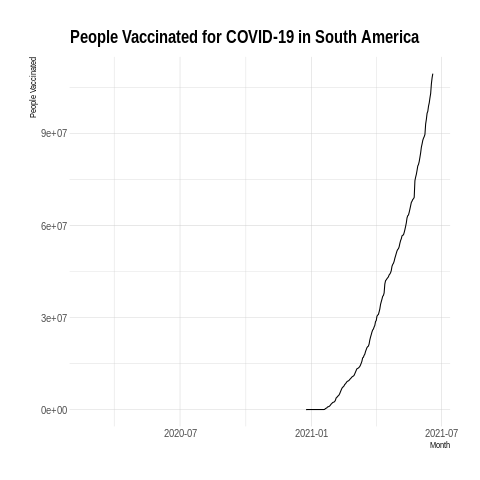 People Vaccinated for COVID-19 in South America
People Vaccinated
9e+07
6e+07
3e+07
0e+00
2020-07
2021-01
2021-07
Month